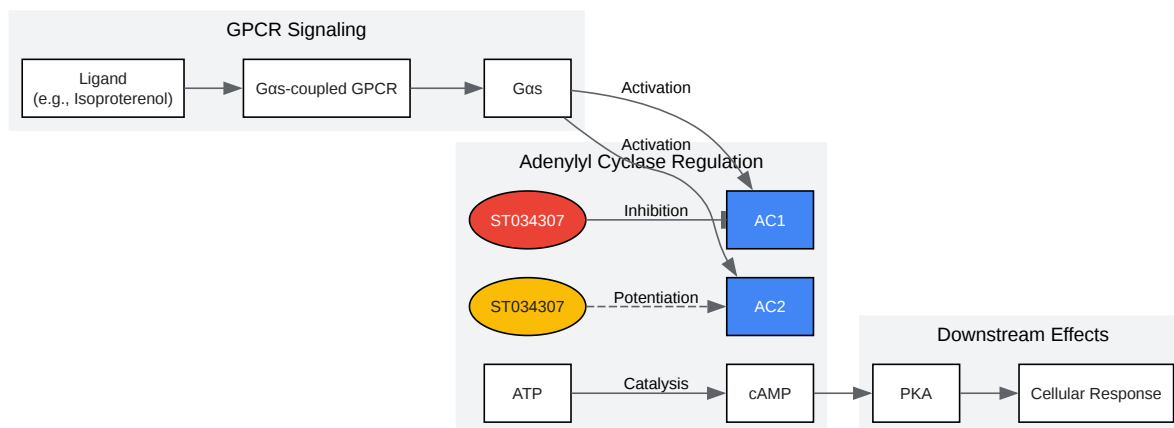 GPCR Signaling
Ligand
(e.g., Isoproterenol)
Gαs-coupled GPCR
Gαs
Activation
Activation
Adenylyl Cyclase Regulation
ST034307
Inhibition
AC1
ST034307
Potentiation
AC2
Downstream Effects
ATP
Catalysis
cAMP
PKA
Cellular Response